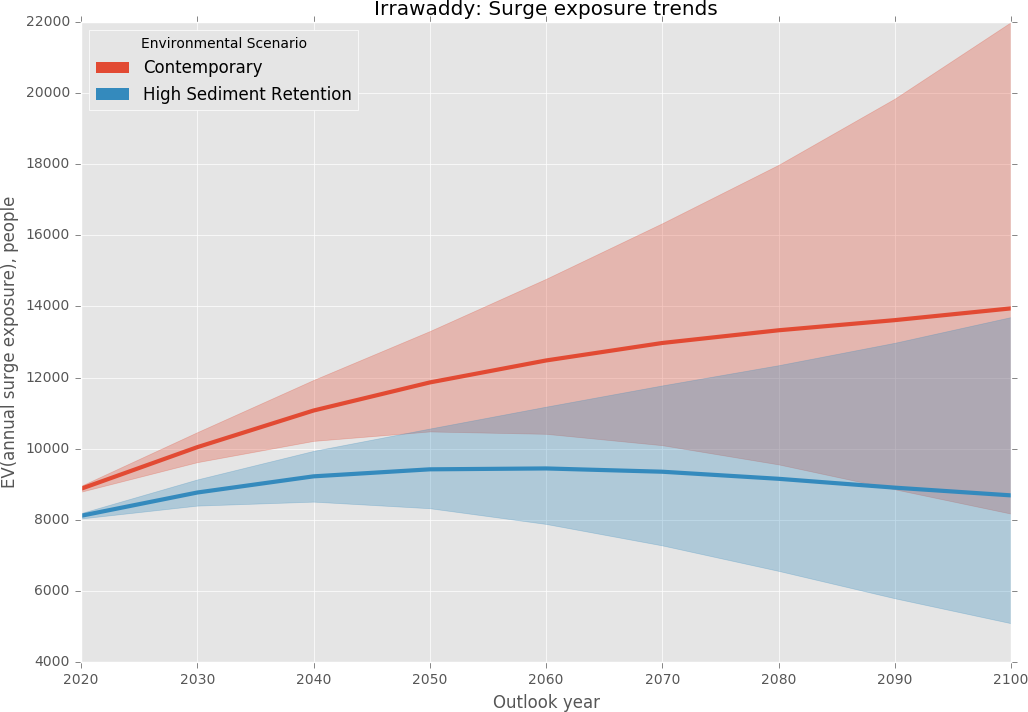 Irrawaddy: Surge exposure trends
22000
20000
18000
16000
14000
12000
10000
8000
6000
4000
EV(annual surge exposure), people
Environmental Scenario
Contemporary
High Sediment Retention
2020 2030 2040 2050 2060 2070 2080 2090 2100
Outlook year